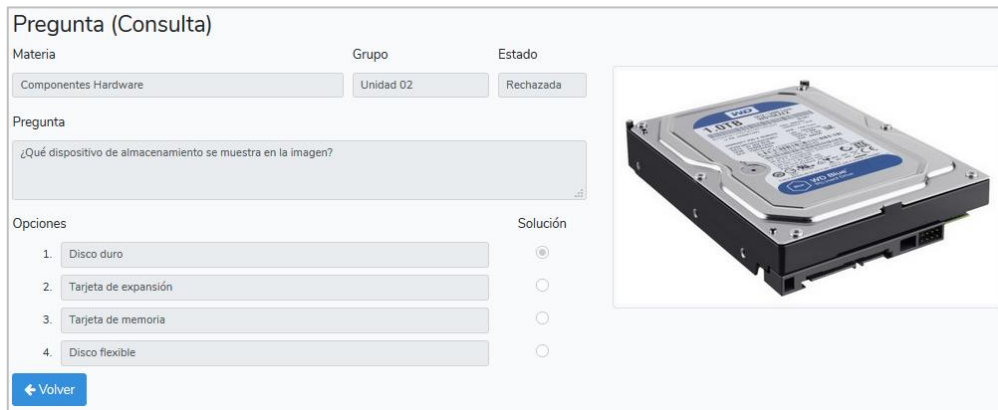 Pregunta (Consulta)
Materia
Grupo
Estado
Componentes Hardware
Unidad 02
Rechazada
Pregunta
¿Qué dispositivo de almacenamiento se muestra en la imagen?
Opciones
Solución
1. Disco duro
2. Tarjeta de expansión
3. Tarjeta de memoria
4. Disco flexible
Volver
WD
1.0TB
WD Blue